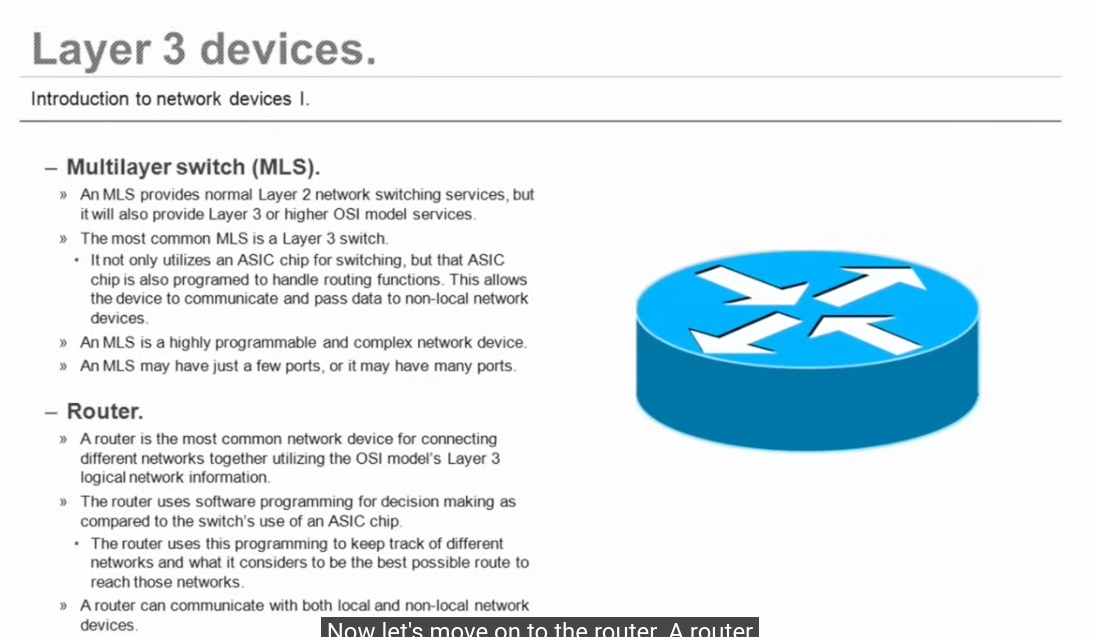 Layer 3 devices.
Introduction to network devices I.
– Multilayer switch (MLS).
» An MLS provides normal Layer 2 network switching services, but
it will also provide Layer 3 or higher OSI model services.
» The most common MLS is a Layer 3 switch.
• It not only utilizes an ASIC chip for switching, but that ASIC
chip is also programed to handle routing functions. This allows
the device to communicate and pass data to non-local network
devices.
» An MLS is a highly programmable and complex network device.
» An MLS may have just a few ports, or it may have many ports.
– Router.
» A router is the most common network device for connecting
different networks together utilizing the OSI model's Layer 3
logical network information.
» The router uses software programming for decision making as
compared to the switch's use of an ASIC chip.
• The router uses this programming to keep track of different
networks and what it considers to be the best possible route to
reach those networks.
» A router can communicate with both local and non-local network
devices.
Now let's move on to the router. A router